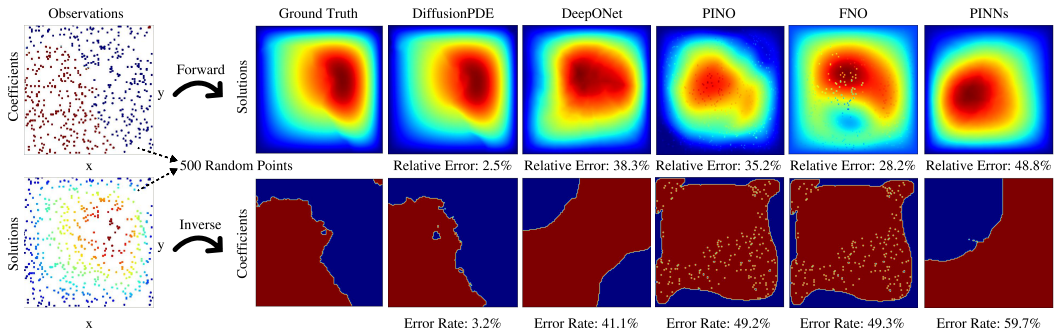 Observations
Ground Truth
DiffusionPDE
DeepONet
PINO
FNO
PINNs
Coefficients
y
x
Forward
Solutions
500 Random Points
Relative Error: 2.5%
Relative Error: 38.3%
Relative Error: 35.2%
Relative Error: 28.2%
Relative Error: 48.8%
Solutions
y
x
Inverse
Coefficients
Error Rate: 3.2%
Error Rate: 41.1%
Error Rate: 49.2%
Error Rate: 49.3%
Error Rate: 59.7%